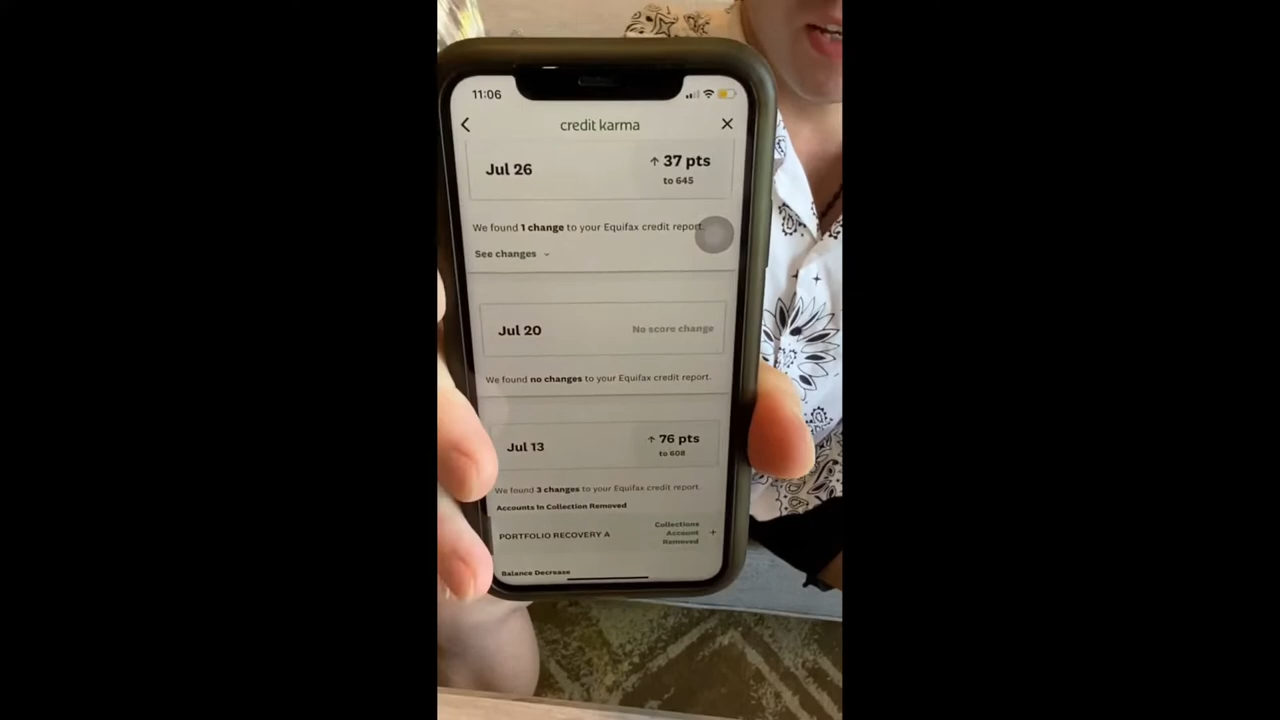 11:06
credit karma
Jul 26
↑ 37 pts
to 645
We found 1 change to your Equifax credit report.
See changes
Jul 20
No score change
We found no changes to your Equifax credit report.
Jul 13
↑ 76 pts
to 608
We found 3 changes to your Equifax credit report.
Accounts In Collection Removed
PORTFOLIO RECOVERY A
Collections
Account
Removed
+
Balance Decrease